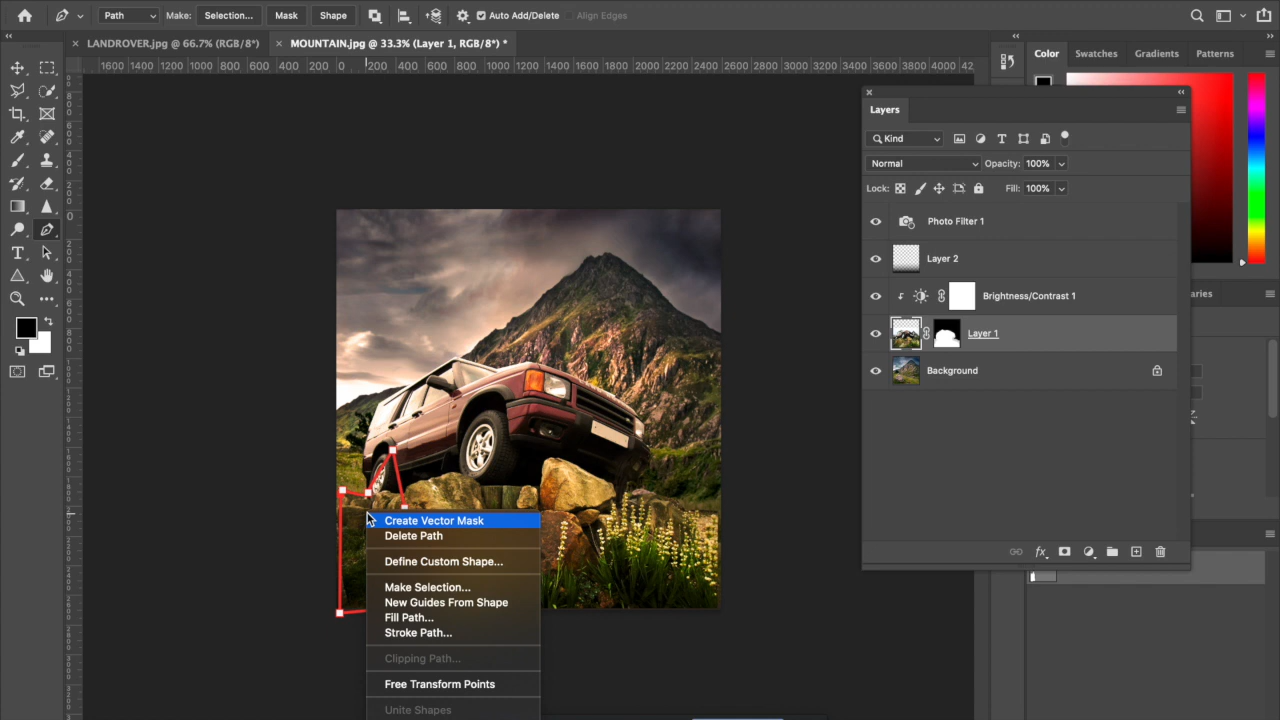 Path
Make:
Selection...
Mask
Shape
Auto Add/Delete
Align Edges
LANDROVER.jpg @ 66.7% (RGB/8*)
MOUNTAIN.jpg @ 33.3% (Layer 1, RGB/8*) *
1600 1400 1200 1000 800 600 400 200 0 200 400 600 800 1000 1200 1400 1600 1800 2000 2200 2400 2600 2800 3000 3200 3400 3600 3800 4000 42
Color
Swatches
Gradients
Patterns
Layers
Kind
Normal
Opacity: 100%
Lock:
Fill: 100%
Photo Filter 1
Layer 2
Brightness/Contrast 1
aries
Layer 1
Background
Create Vector Mask
Delete Path
Define Custom Shape...
Make Selection...
New Guides From Shape
Fill Path...
Stroke Path...
Clipping Path...
Free Transform Points
Unite Shapes
fx